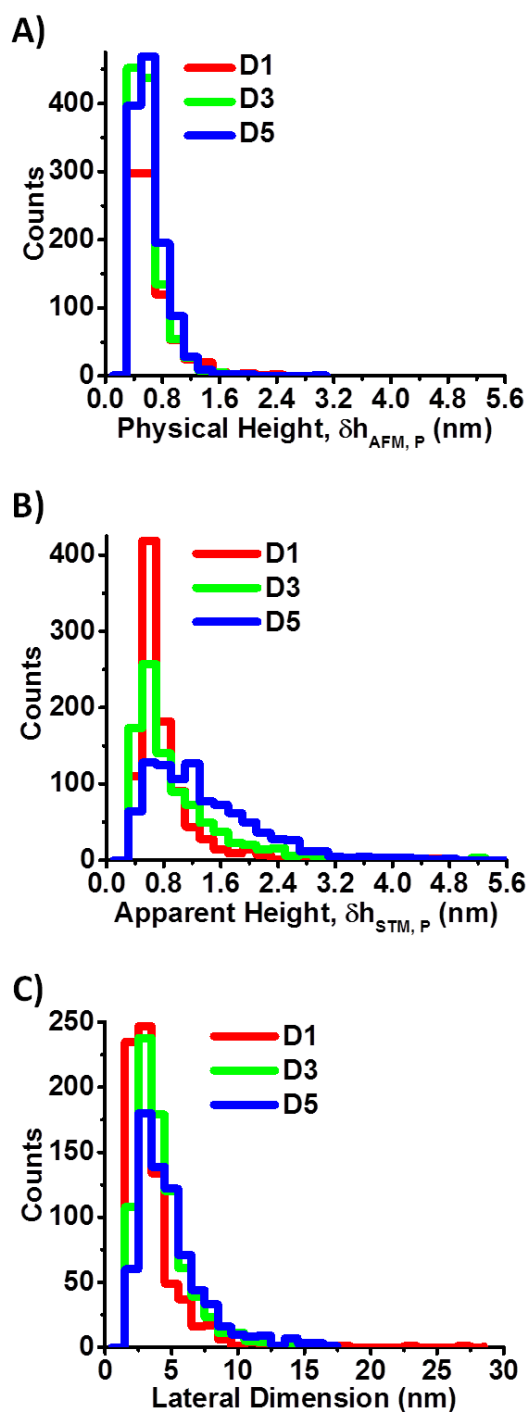 A)
D1
D3
D5
400
300
200
100
0
Counts
0.0 0.8 1.6 2.4 3.2 4.0 4.8 5.6
Physical Height, δh_AFM, P (nm)
B)
D1
D3
D5
400
300
200
100
0
Counts
0.0 0.8 1.6 2.4 3.2 4.0 4.8 5.6
Apparent Height, δh_STM, P (nm)
C)
D1
D3
D5
250
200
150
100
50
0
Counts
0 5 10 15 20 25 30
Lateral Dimension (nm)